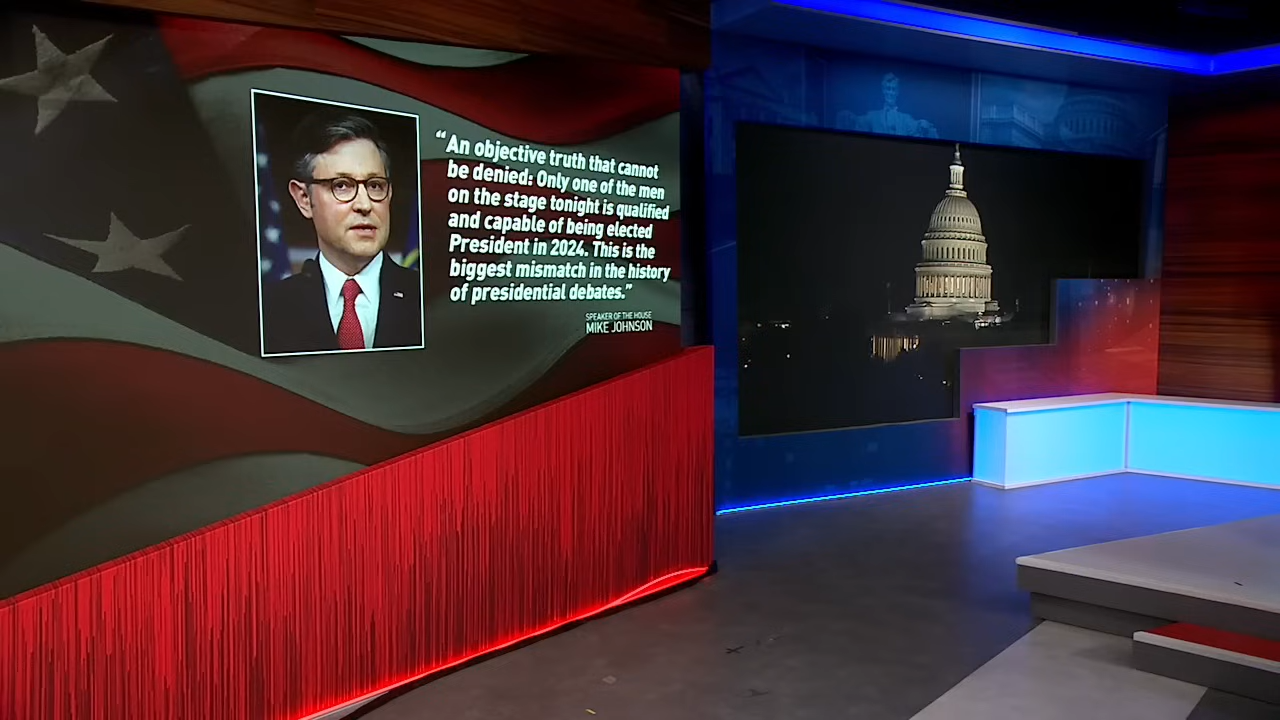 “An objective truth that cannot
be denied: Only one of the men
on the stage tonight is qualified
and capable of being elected
President in 2024. This is the
biggest mismatch in the history
of presidential debates.”
SPEAKER OF THE HOUSE
MIKE JOHNSON